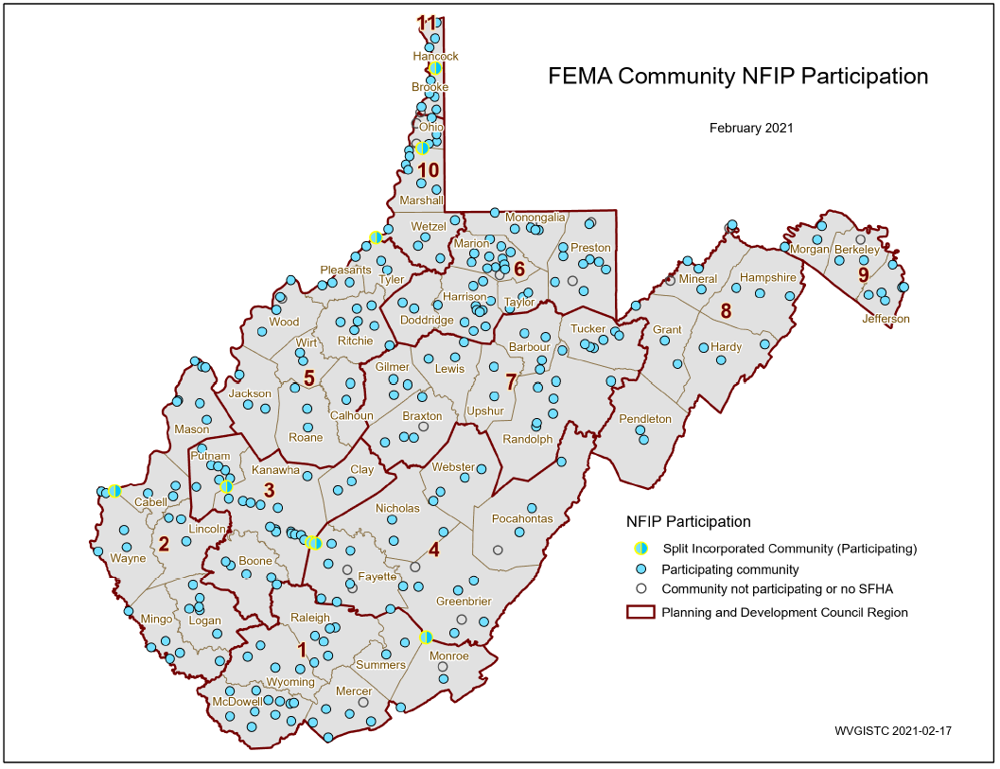 11
Hancock
FEMA Community NFIP Participation
Brooke
Ohio
February 2021
10
Marshall
Monongalia
Wetzel
Marion
Preston
Morgan
Berkeley
Pleasants
6
9
Tyler
Mineral
Hampshire
Harrison
Taylor
8
Wood
Doddridge
Jefferson
Ritchie
Tucker
Grant
Wirt
Barbour
Hardy
Gilmer
Lewis
5
7
Jackson
Calhoun
Braxton
Upshur
Pendleton
Mason
Roane
Randolph
Putnam
Kanawha
Clay
Webster
3
Cabell
Nicholas
Pocahontas
NFIP Participation
Lincoln
2
4
Split Incorporated Community (Participating)
Wayne
Boone
Participating community
Fayette
Community not participating or no SFHA
Greenbrier
Planning and Development Council Region
Mingo
Logan
Raleigh
1
Monroe
Summers
Wyoming
Mercer
McDowell
WVGISTC 2021-02-17